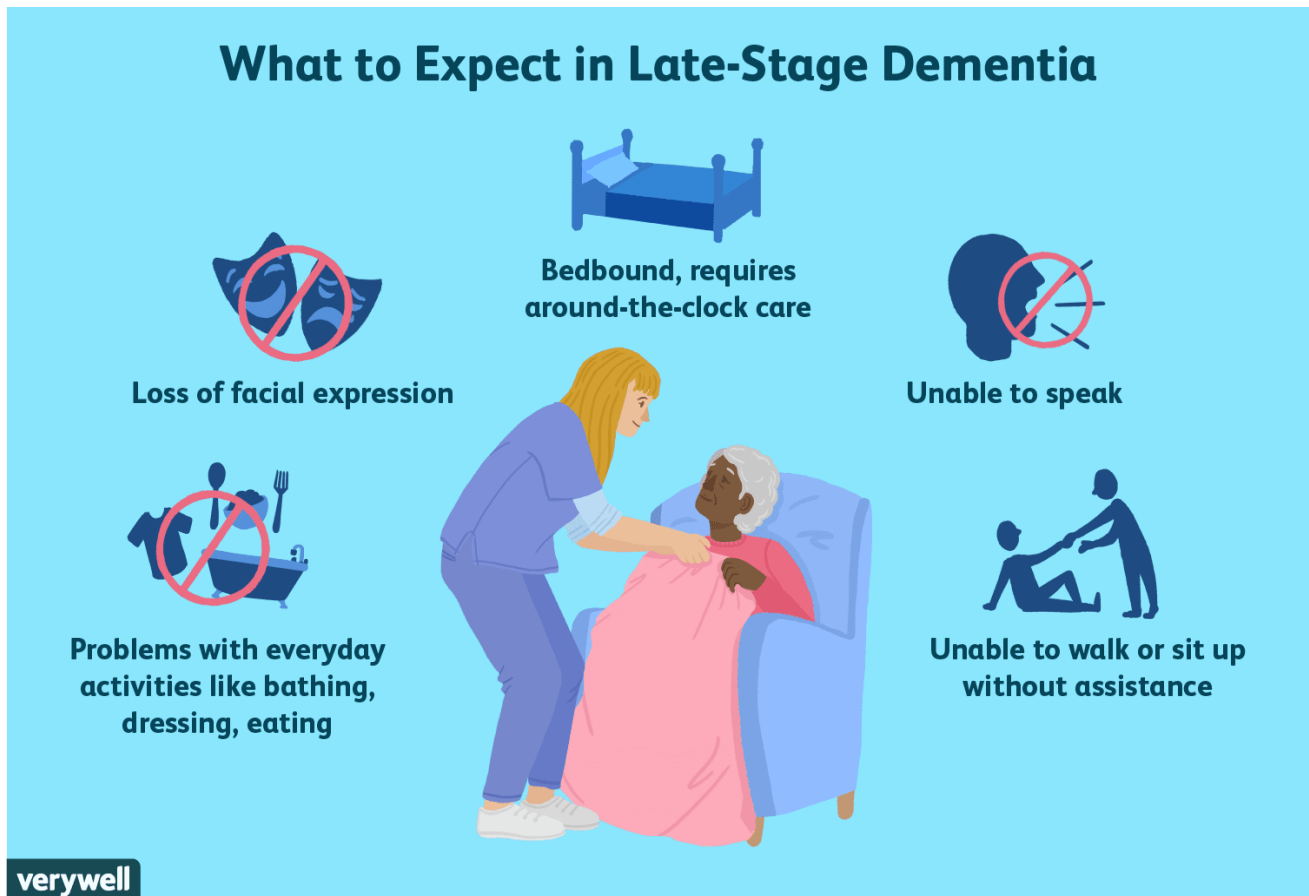 What to Expect in Late-Stage Dementia
Bedbound, requires
around-the-clock care
Loss of facial expression
Unable to speak
Problems with everyday
activities like bathing,
dressing, eating
Unable to walk or sit up
without assistance
verywell